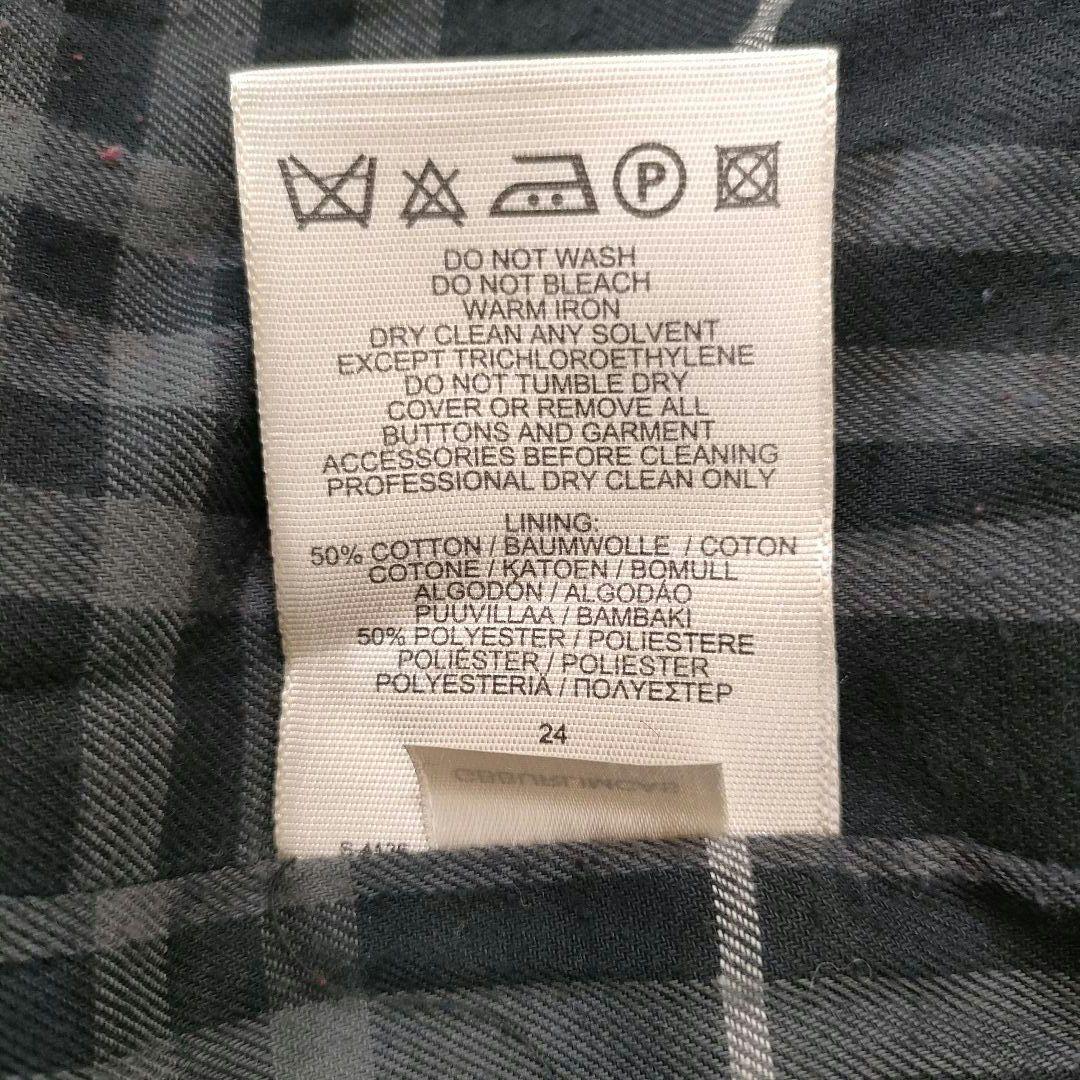 P
DO NOT WASH
DO NOT BLEACH
WARM IRON
DRY CLEAN ANY SOLVENT
EXCEPT TRICHLOROETHYLENE
DO NOT TUMBLE DRY
COVER OR REMOVE ALL
BUTTONS AND GARMENT
ACCESSORIES BEFORE CLEANING
PROFESSIONAL DRY CLEAN ONLY
LINING:
50% COTTON / BAUMWOLLE / COTON
COTONE / KATOEN / BOMULL
ALGODÓN / ALGODÃO
PUUVILLAA / BAMBAKI
50% POLYESTER / POLIESTERE
POLIÉSTER / POLIESTER
POLYESTERIA / ΠΟΛΥΕΣΤΕΡ
24